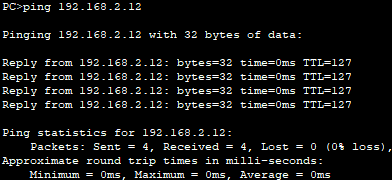 PC>ping 192.168.2.12
Pinging 192.168.2.12 with 32 bytes of data:
Reply from 192.168.2.12: bytes=32 time=0ms TTL=127
Reply from 192.168.2.12: bytes=32 time=0ms TTL=127
Reply from 192.168.2.12: bytes=32 time=0ms TTL=127
Reply from 192.168.2.12: bytes=32 time=0ms TTL=127
Ping statistics for 192.168.2.12:
Packets: Sent = 4, Received = 4, Lost = 0 (0% loss),
Approximate round trip times in milli-seconds:
Minimum = 0ms, Maximum = 0ms, Average = 0ms